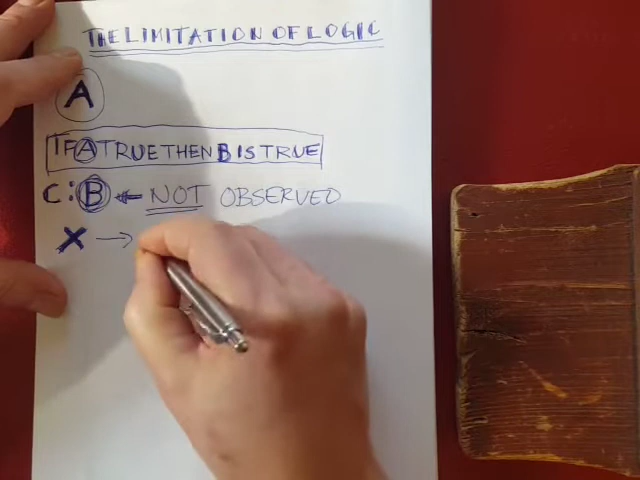 THE LIMITATION OF LOGIC
A
IF A TRUE THEN B IS TRUE
C: B ← NOT OBSERVED
X →